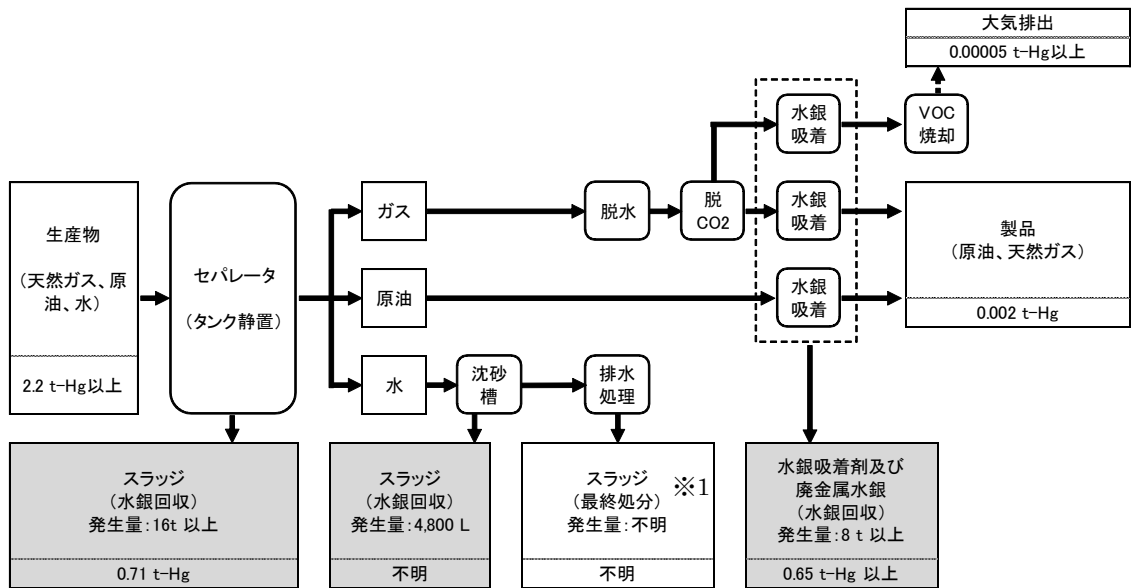 大気排出
0.00005 t-Hg以上
水銀
吸着
VOC
焼却
生産物
(天然ガス、原
油、水)
2.2 t-Hg以上
セパレータ
(タンク静置)
ガス
脱水
脱
CO2
水銀
吸着
製品
(原油、天然ガス)
0.002 t-Hg
原油
水銀
吸着
水
沈砂
槽
排水
処理
スラッジ
(水銀回収)
発生量:16t 以上
0.71 t-Hg
スラッジ
(水銀回収)
発生量:4,800 L
不明
スラッジ
(最終処分)
発生量:不明
※1
不明
水銀吸着剤及び
廃金属水銀
(水銀回収)
発生量:8 t 以上
0.65 t-Hg 以上